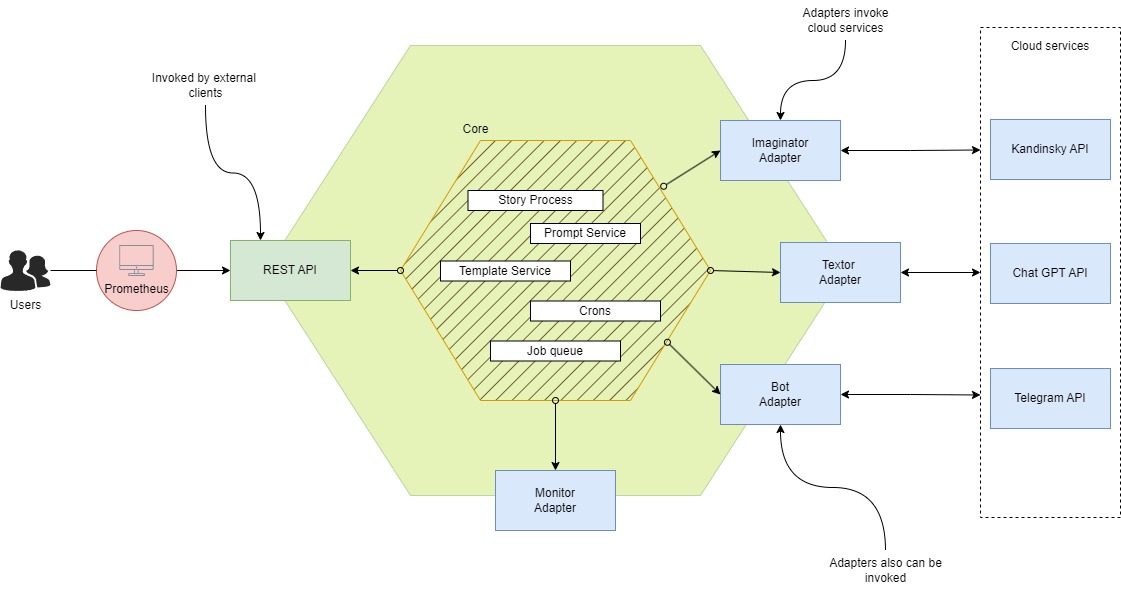 Adapters invoke
cloud services
Cloud services
Invoked by external
clients
Core
Imaginator
Adapter
Kandinsky API
Story Process
Prompt Service
REST API
Template Service
Textor
Adapter
Chat GPT API
Prometheus
Users
Crons
Job queue
Bot
Adapter
Telegram API
Monitor
Adapter
Adapters also can be
invoked